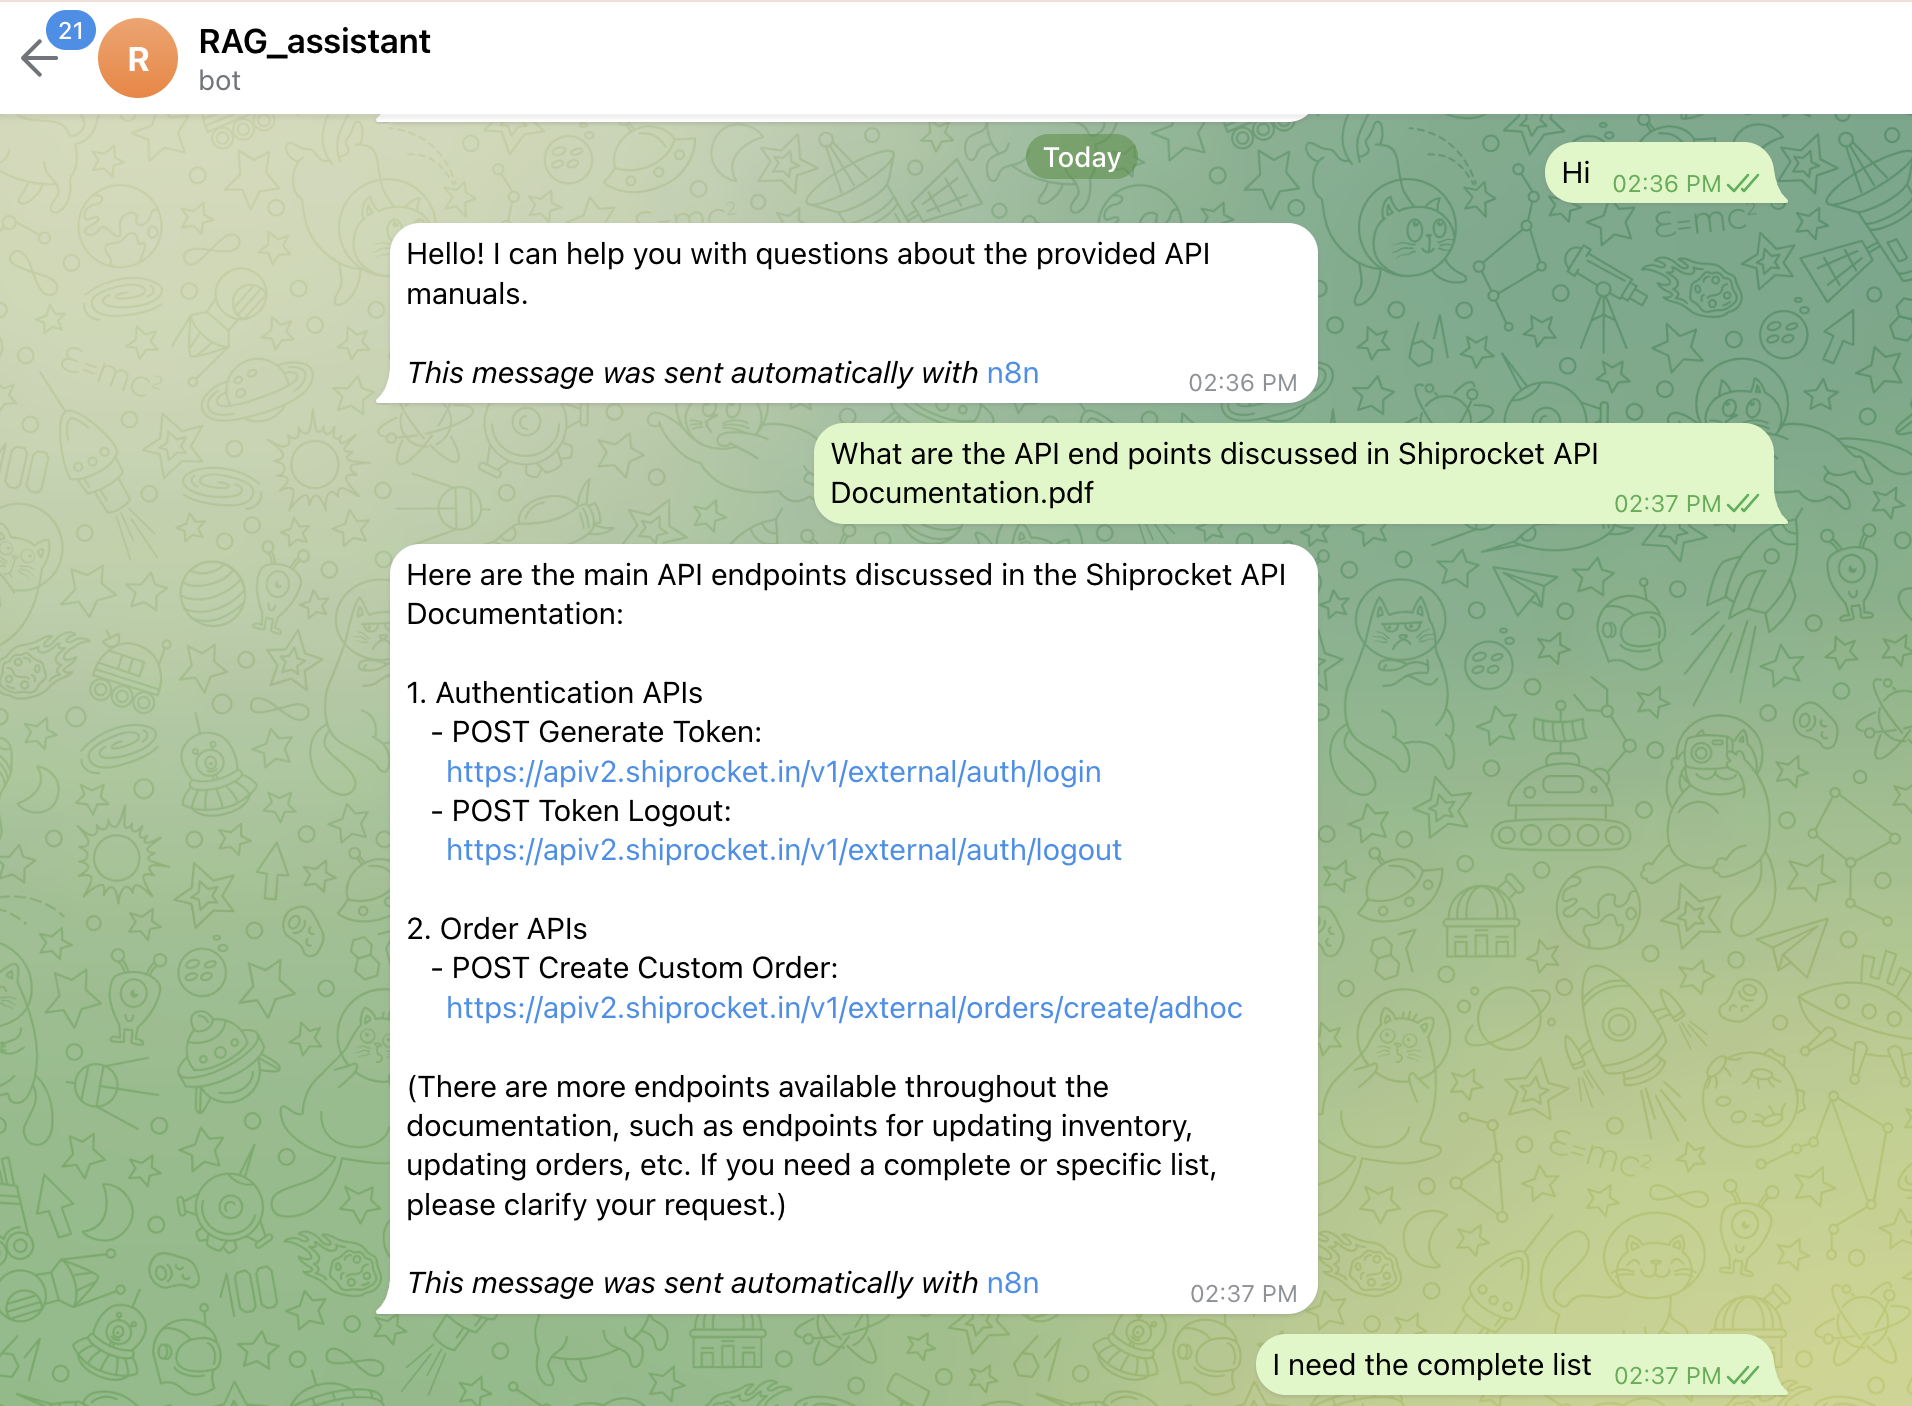 21
R
RAG_assistant
bot
Today
Hi 02:36 PM
Hello! I can help you with questions about the provided API
manuals.
This message was sent automatically with n8n
02:36 PM
What are the API end points discussed in Shiprocket API
Documentation.pdf
02:37 PM
Here are the main API endpoints discussed in the Shiprocket API
Documentation:
1. Authentication APIs
- POST Generate Token:
https://apiv2.shiprocket.in/v1/external/auth/login
- POST Token Logout:
https://apiv2.shiprocket.in/v1/external/auth/logout
2. Order APIs
- POST Create Custom Order:
https://apiv2.shiprocket.in/v1/external/orders/create/adhoc
(There are more endpoints available throughout the
documentation, such as endpoints for updating inventory,
updating orders, etc. If you need a complete or specific list,
please clarify your request.)
This message was sent automatically with n8n
02:37 PM
I need the complete list 02:37 PM